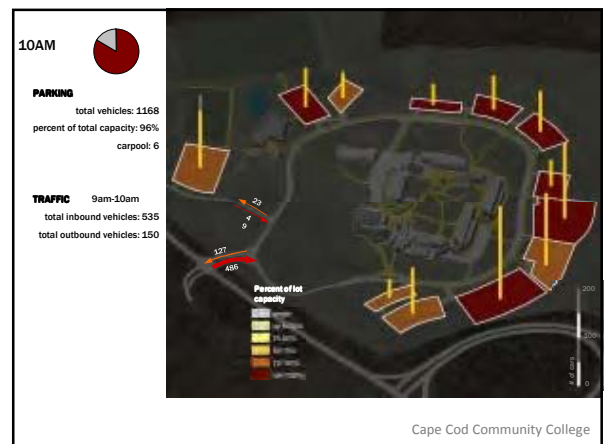 10AM
PARKING
total vehicles: 1168
percent of total capacity: 96%
carpool: 6
TRAFFIC 9am-10am
total inbound vehicles: 535
total outbound vehicles: 150
23
4
9
127
486
Percent of lot
capacity
200
100
0
# of cars
Cape Cod Community College